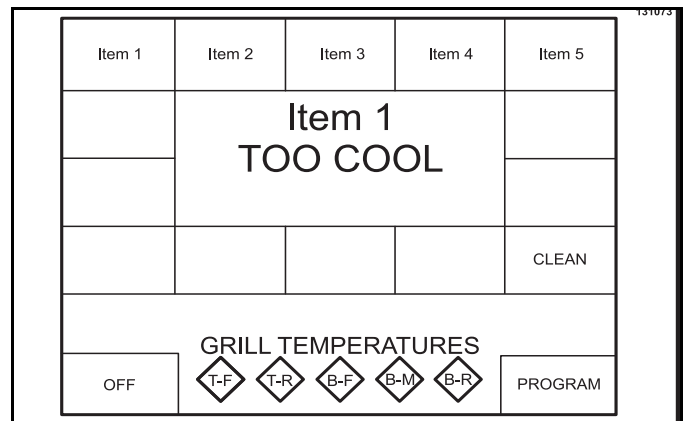 131073
Item 1 Item 2 Item 3 Item 4 Item 5
Item 1
TOO COOL
CLEAN
GRILL TEMPERATURES
OFF T-F T-R B-F B-M B-R PROGRAM